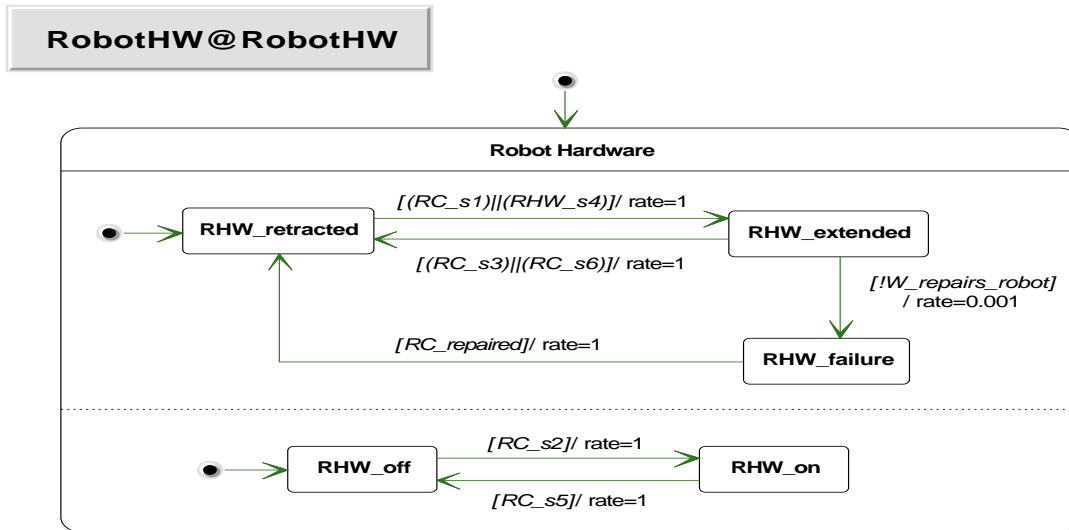 RobotHW@RobotHW
Robot Hardware
[(RC_s1)||(RHW_s4)]/ rate=1
RHW_retracted
RHW_extended
[(RC_s3)||(RC_s6)]/ rate=1
[!W_repairs_robot]
/ rate=0.001
[RC_repaired]/ rate=1
RHW_failure
[RC_s2]/ rate=1
RHW_off
RHW_on
[RC_s5]/ rate=1